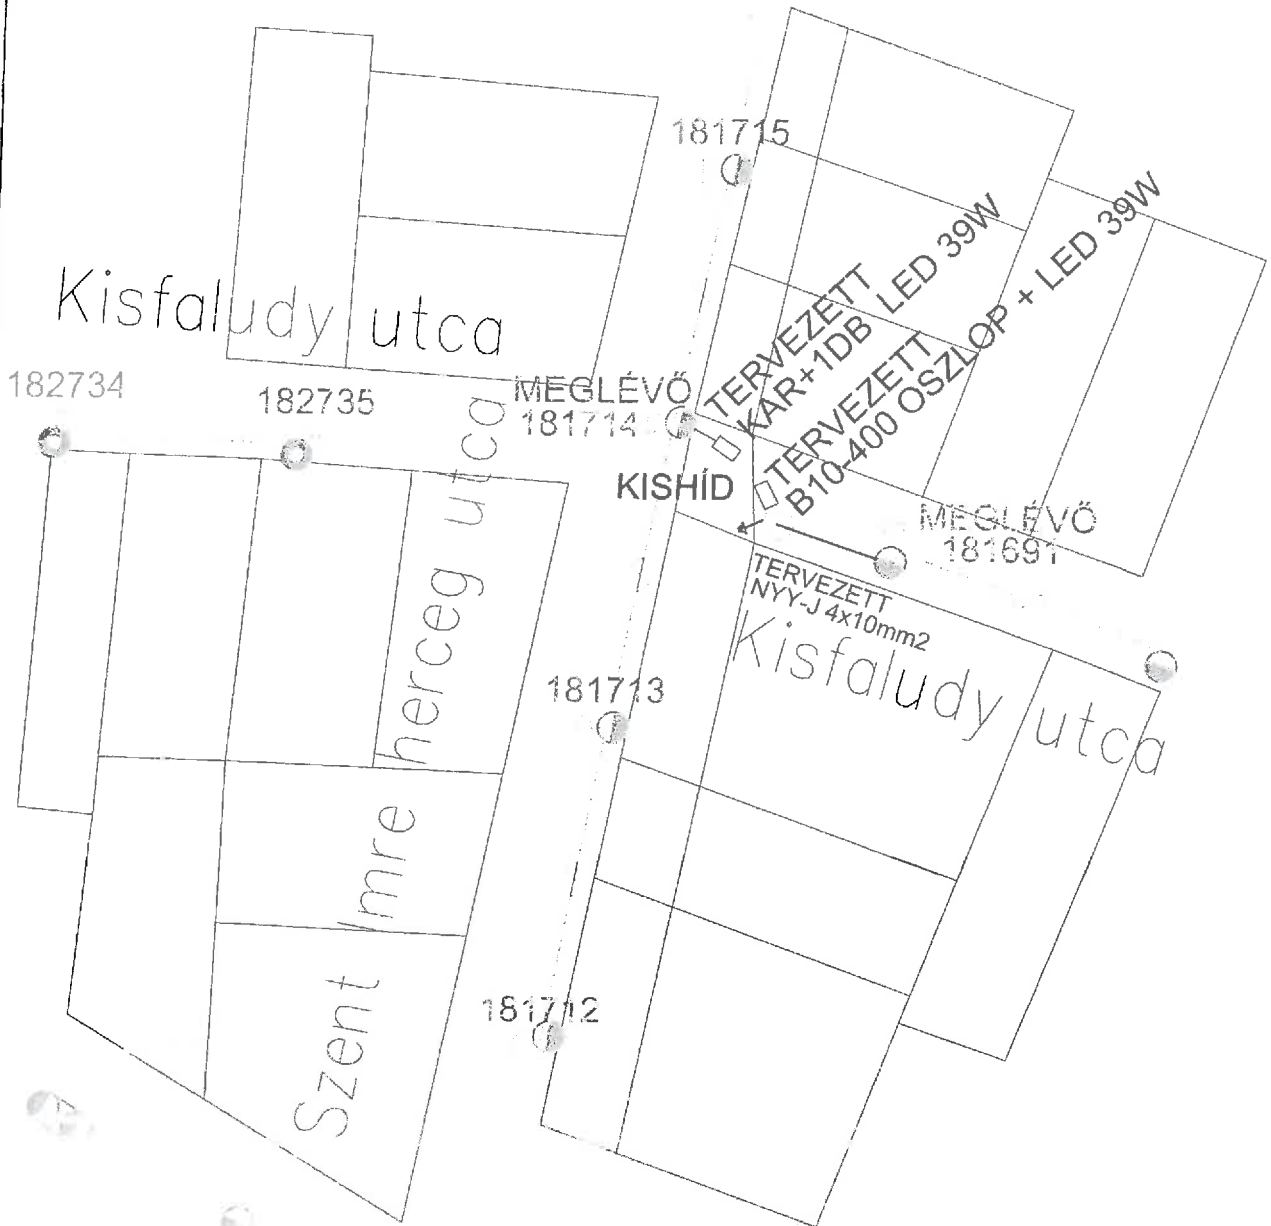 181715
TERVEZETT
KAR+1DB LED 39W
TERVEZETT
B10-400 OSZLOP + LED 39W
Kisfaludy utca
182734
182735
MEGLÉVŐ
181714
KISHÍD
MEGLÉVŐ
181691
TERVEZETT
NYY-J 4x10mm2
Kisfaludy utca
181713
Szent Imre herceg utca
181712